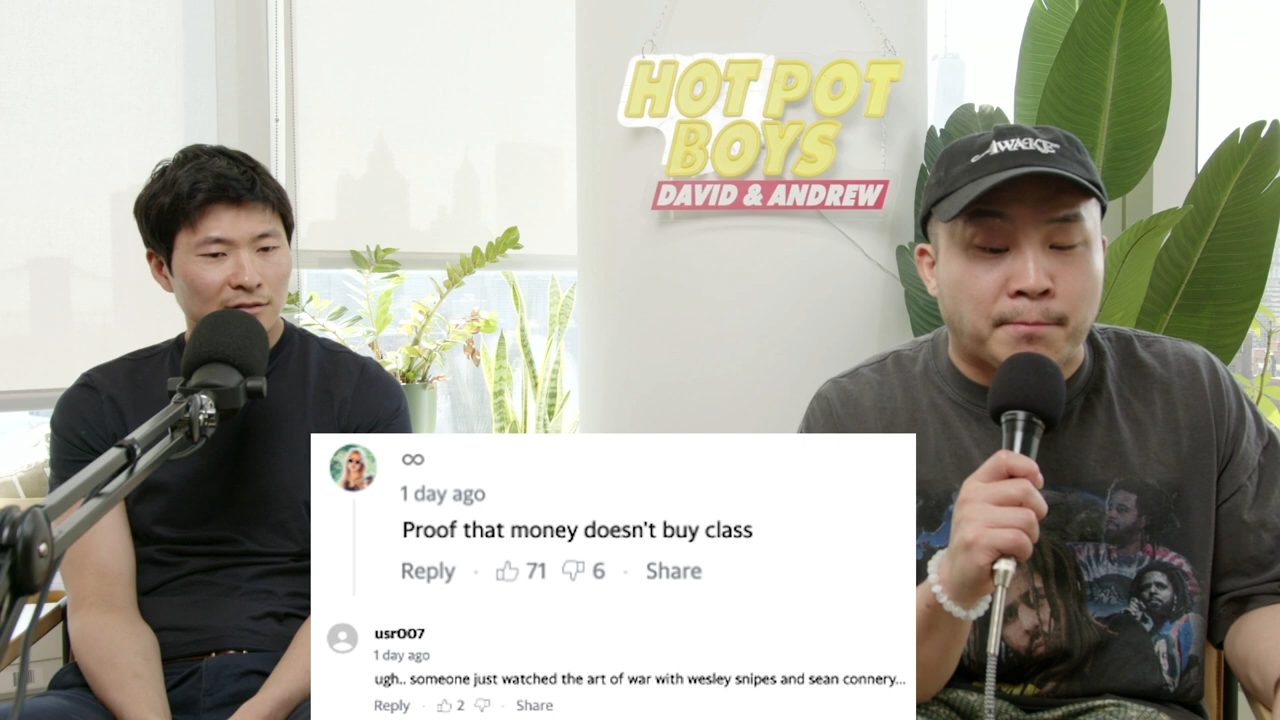 HOT POT
BOYS
DAVID & ANDREW
AWAKE
∞
1 day ago
Proof that money doesn't buy class
Reply · 71 6 · Share
usr007
1 day ago
ugh.. someone just watched the art of war with wesley snipes and sean connery...
Reply · 2 · Share